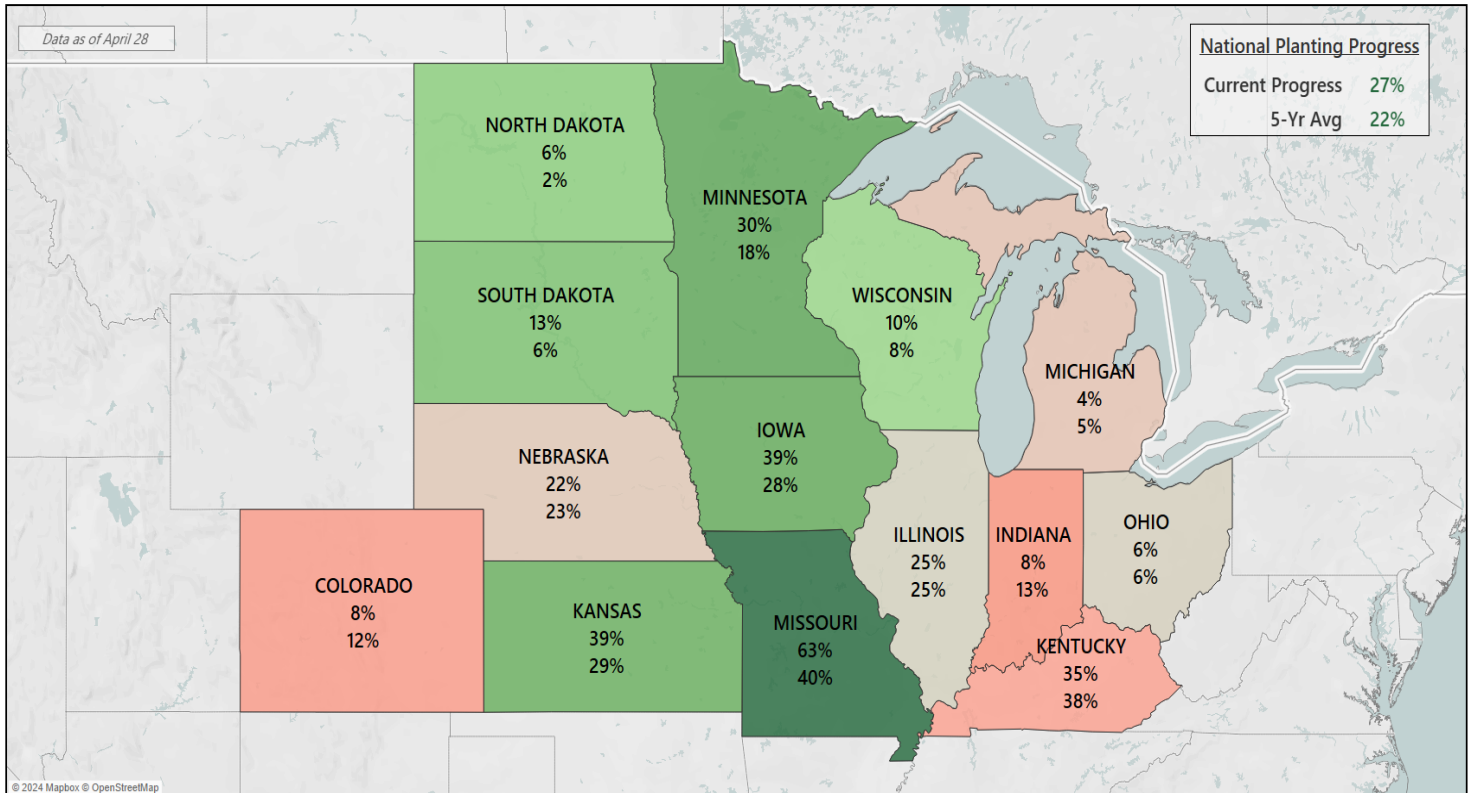 Data as of April 28
National Planting Progress
Current Progress 27%
5-Yr Avg 22%
NORTH DAKOTA
6%
2%
MINNESOTA
30%
18%
SOUTH DAKOTA
13%
6%
WISCONSIN
10%
8%
MICHIGAN
4%
5%
NEBRASKA
22%
23%
IOWA
39%
28%
ILLINOIS
25%
25%
INDIANA
8%
13%
OHIO
6%
6%
COLORADO
8%
12%
KANSAS
39%
29%
MISSOURI
63%
40%
KENTUCKY
35%
38%
© 2024 Mapbox © OpenStreetMap